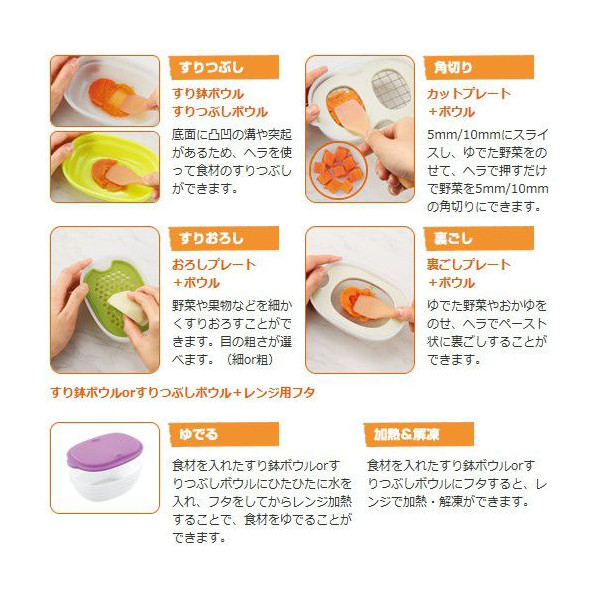 すりつぶし
すり鉢ボウル
すりつぶしボウル
底面に凸凹の溝や突起
があるため、ヘラを使
って食材のすりつぶし
ができます。
角切り
カットプレート
＋ボウル
5mm/10mmにスライ
スし、ゆでた野菜をの
せて、ヘラで押すだけ
で野菜を5mm/10mm
の角切りにできます。
すりおろし
おろしプレート
＋ボウル
野菜や果物などを細か
くすりおろすことがで
きます。目の粗さが選
べます。（細or粗）
裏ごし
裏ごしプレート
＋ボウル
ゆでた野菜やおかゆを
のせ、ヘラでペースト
状に裏ごしすることが
できます。
すり鉢ボウルorすりつぶしボウル＋レンジ用フタ
ゆでる
食材を入れたすり鉢ボウルorす
りつぶしボウルにひたひたに水を
入れ、フタをしてからレンジ加熱
することで、食材をゆでることが
できます。
加熱＆解凍
食材を入れたすり鉢ボウルorす
りつぶしボウルにフタすると、レ
ンジで加熱・解凍ができます。